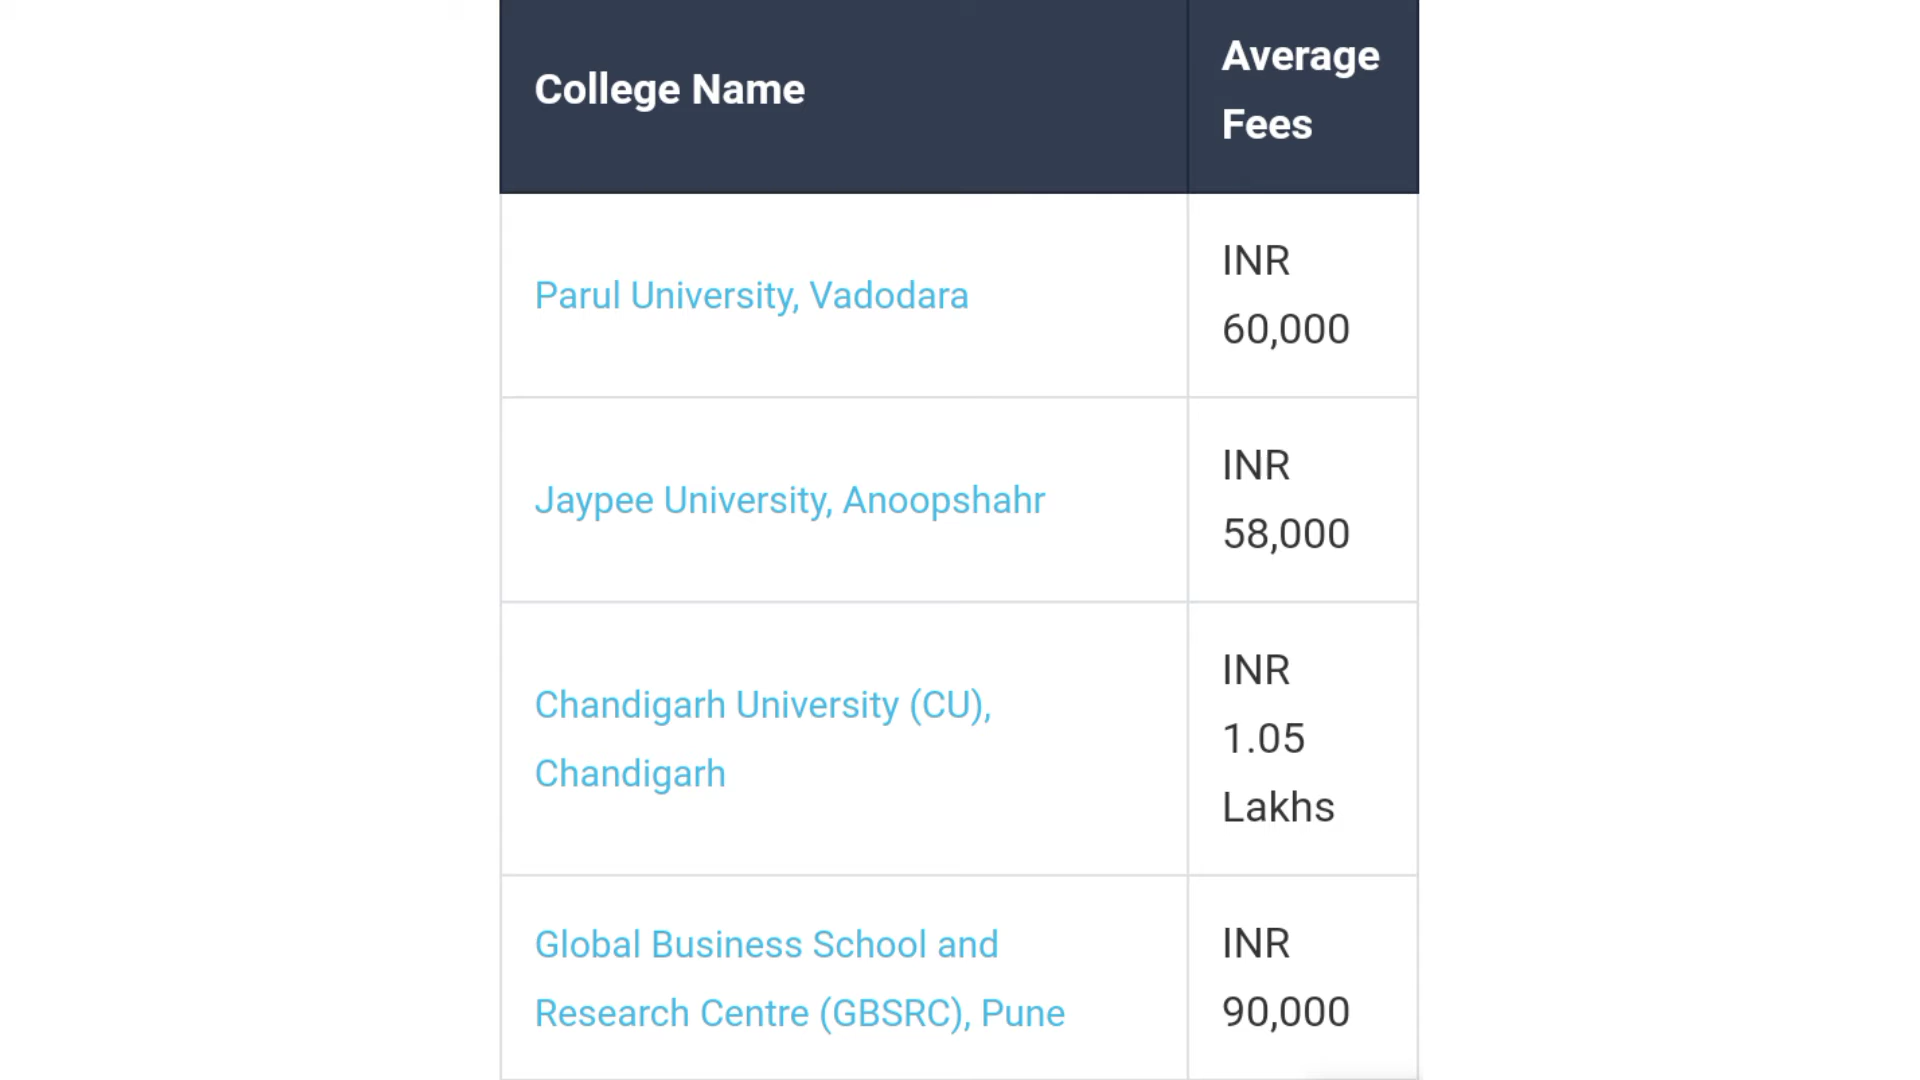 College Name
Average
Fees
Parul University, Vadodara
INR
60,000
Jaypee University, Anoopshahr
INR
58,000
Chandigarh University (CU),
Chandigarh
INR
1.05
Lakhs
Global Business School and
Research Centre (GBSRC), Pune
INR
90,000